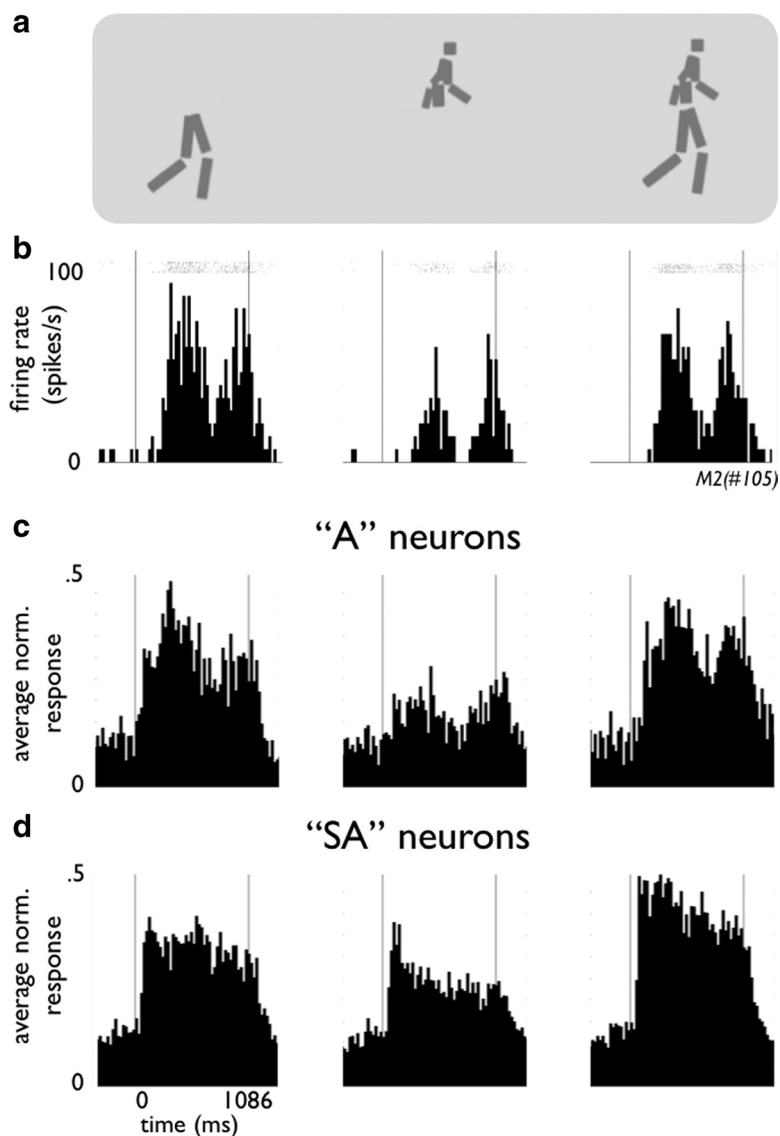 a
b
100
firing rate
(spikes/s)
0
M2(#105)
c
“A” neurons
.5
average norm.
response
0
d
“SA” neurons
.5
average norm.
response
0
0 1086
time (ms)